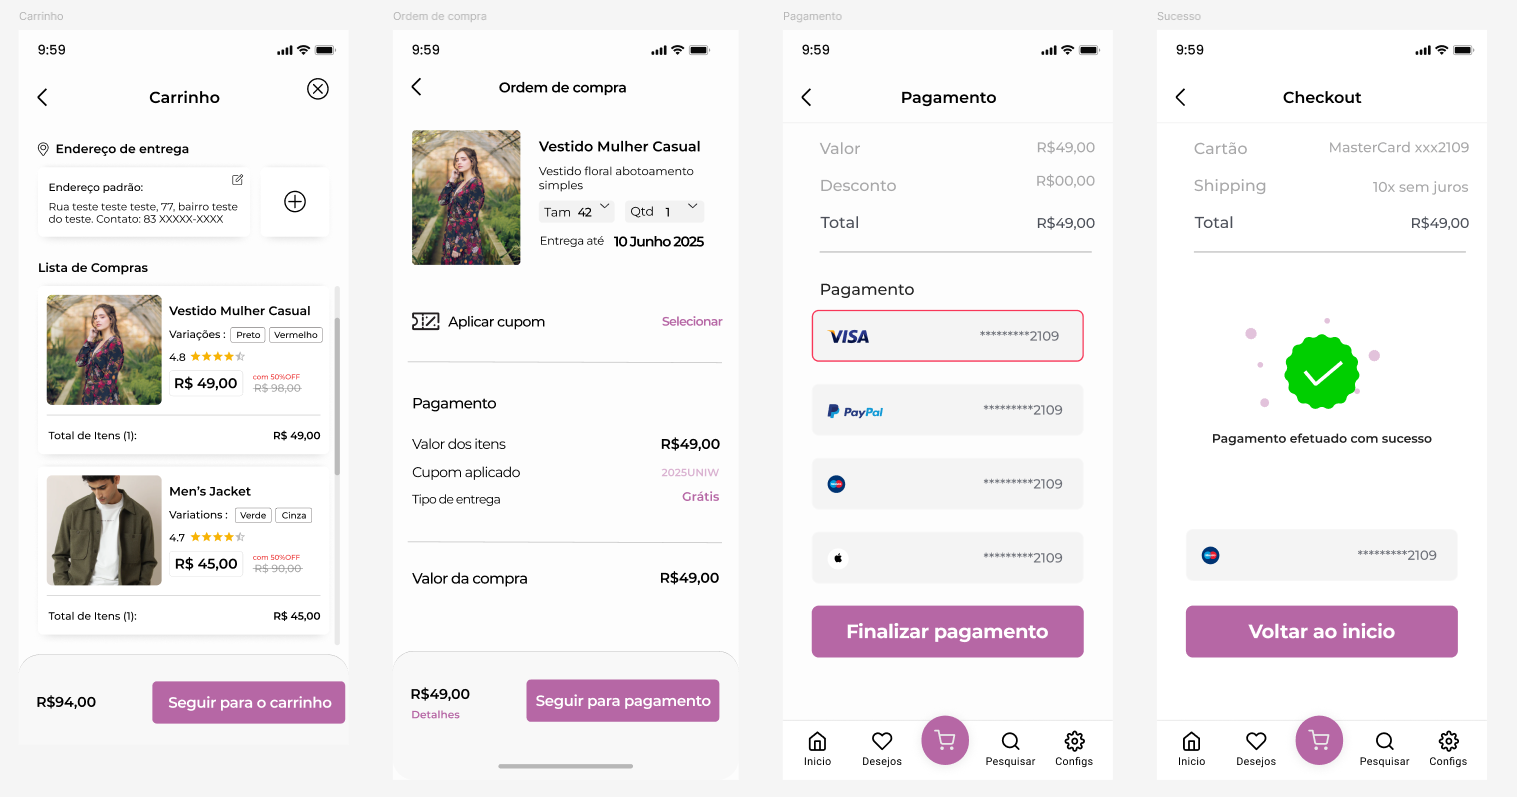 Carrinho
9:59
Carrinho
Endereço de entrega
Endereço padrão:
Rua teste teste teste, 77, bairro teste
do teste. Contato: 83 XXXXX-XXXX
Lista de Compras
Vestido Mulher Casual
Variações : Preto Vermelho
4.8
R$ 49,00 com 50%OFF
R$ 98,00
Total de Itens (1): R$ 49,00
Men's Jacket
Variations : Verde Cinza
4.7
R$ 45,00 com 50%OFF
R$ 90,00
Total de Itens (1): R$ 45,00
R$94,00 Seguir para o carrinho
Ordem de compra
9:59
Ordem de compra
Vestido Mulher Casual
Vestido floral abotoamento
simples
Tam 42 Qtd 1
Entrega até 10 Junho 2025
Aplicar cupom Selecionar
Pagamento
Valor dos itens R$49,00
Cupom aplicado 2025UNIW
Tipo de entrega Grátis
Valor da compra R$49,00
R$49,00
Detalhes
Seguir para pagamento
Pagamento
9:59
Pagamento
Valor R$49,00
Desconto R$00,00
Total R$49,00
Pagamento
VISA *********2109
PayPal *********2109
*********2109
*********2109
Finalizar pagamento
Inicio Desejos Pesquisar Configs
Sucesso
9:59
Checkout
Cartão MasterCard xxx2109
Shipping 10x sem juros
Total R$49,00
Pagamento efetuado com sucesso
*********2109
Voltar ao inicio
Inicio Desejos Pesquisar Configs